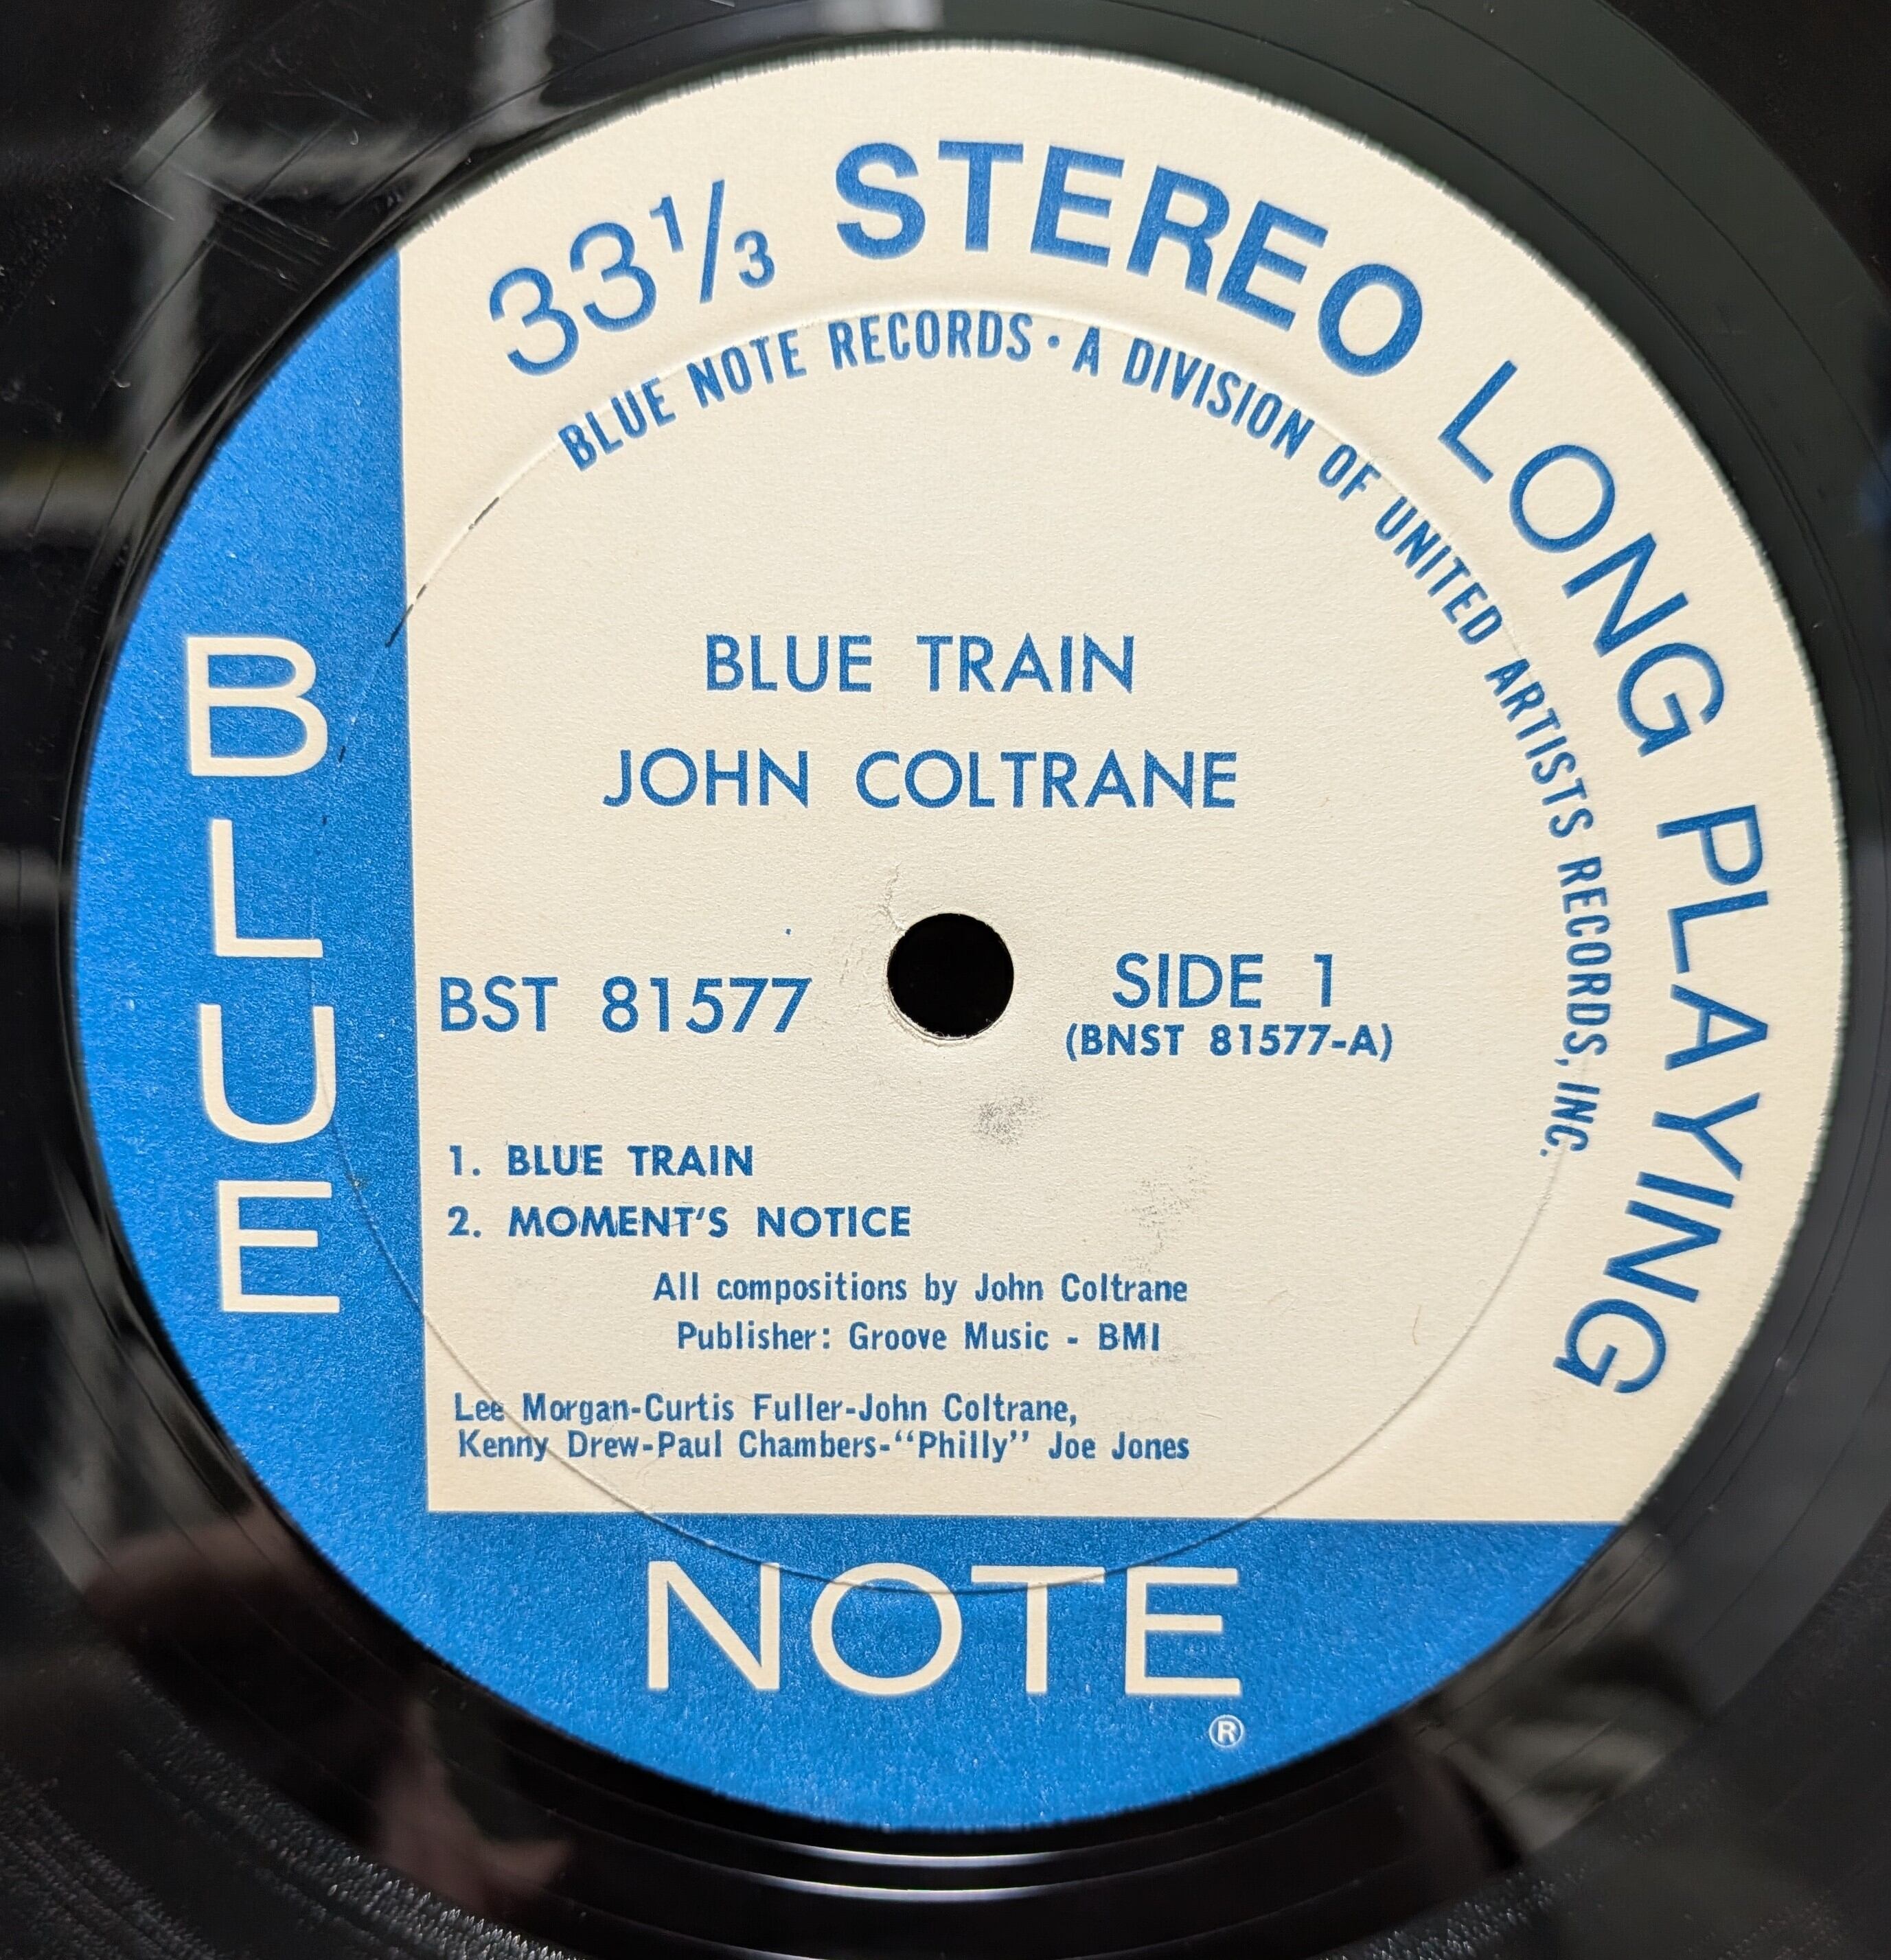 33⅓ STEREO LONG PLAYING
BLUE NOTE RECORDS · A DIVISION OF UNITED ARTISTS RECORDS, INC.
BLUE TRAIN
JOHN COLTRANE
BST 81577
SIDE 1
(BNST 81577-A)
1. BLUE TRAIN
2. MOMENT'S NOTICE
All compositions by John Coltrane
Publisher: Groove Music - BMI
Lee Morgan-Curtis Fuller-John Coltrane,
Kenny Drew-Paul Chambers-“Philly” Joe Jones
BLUE
NOTE
®